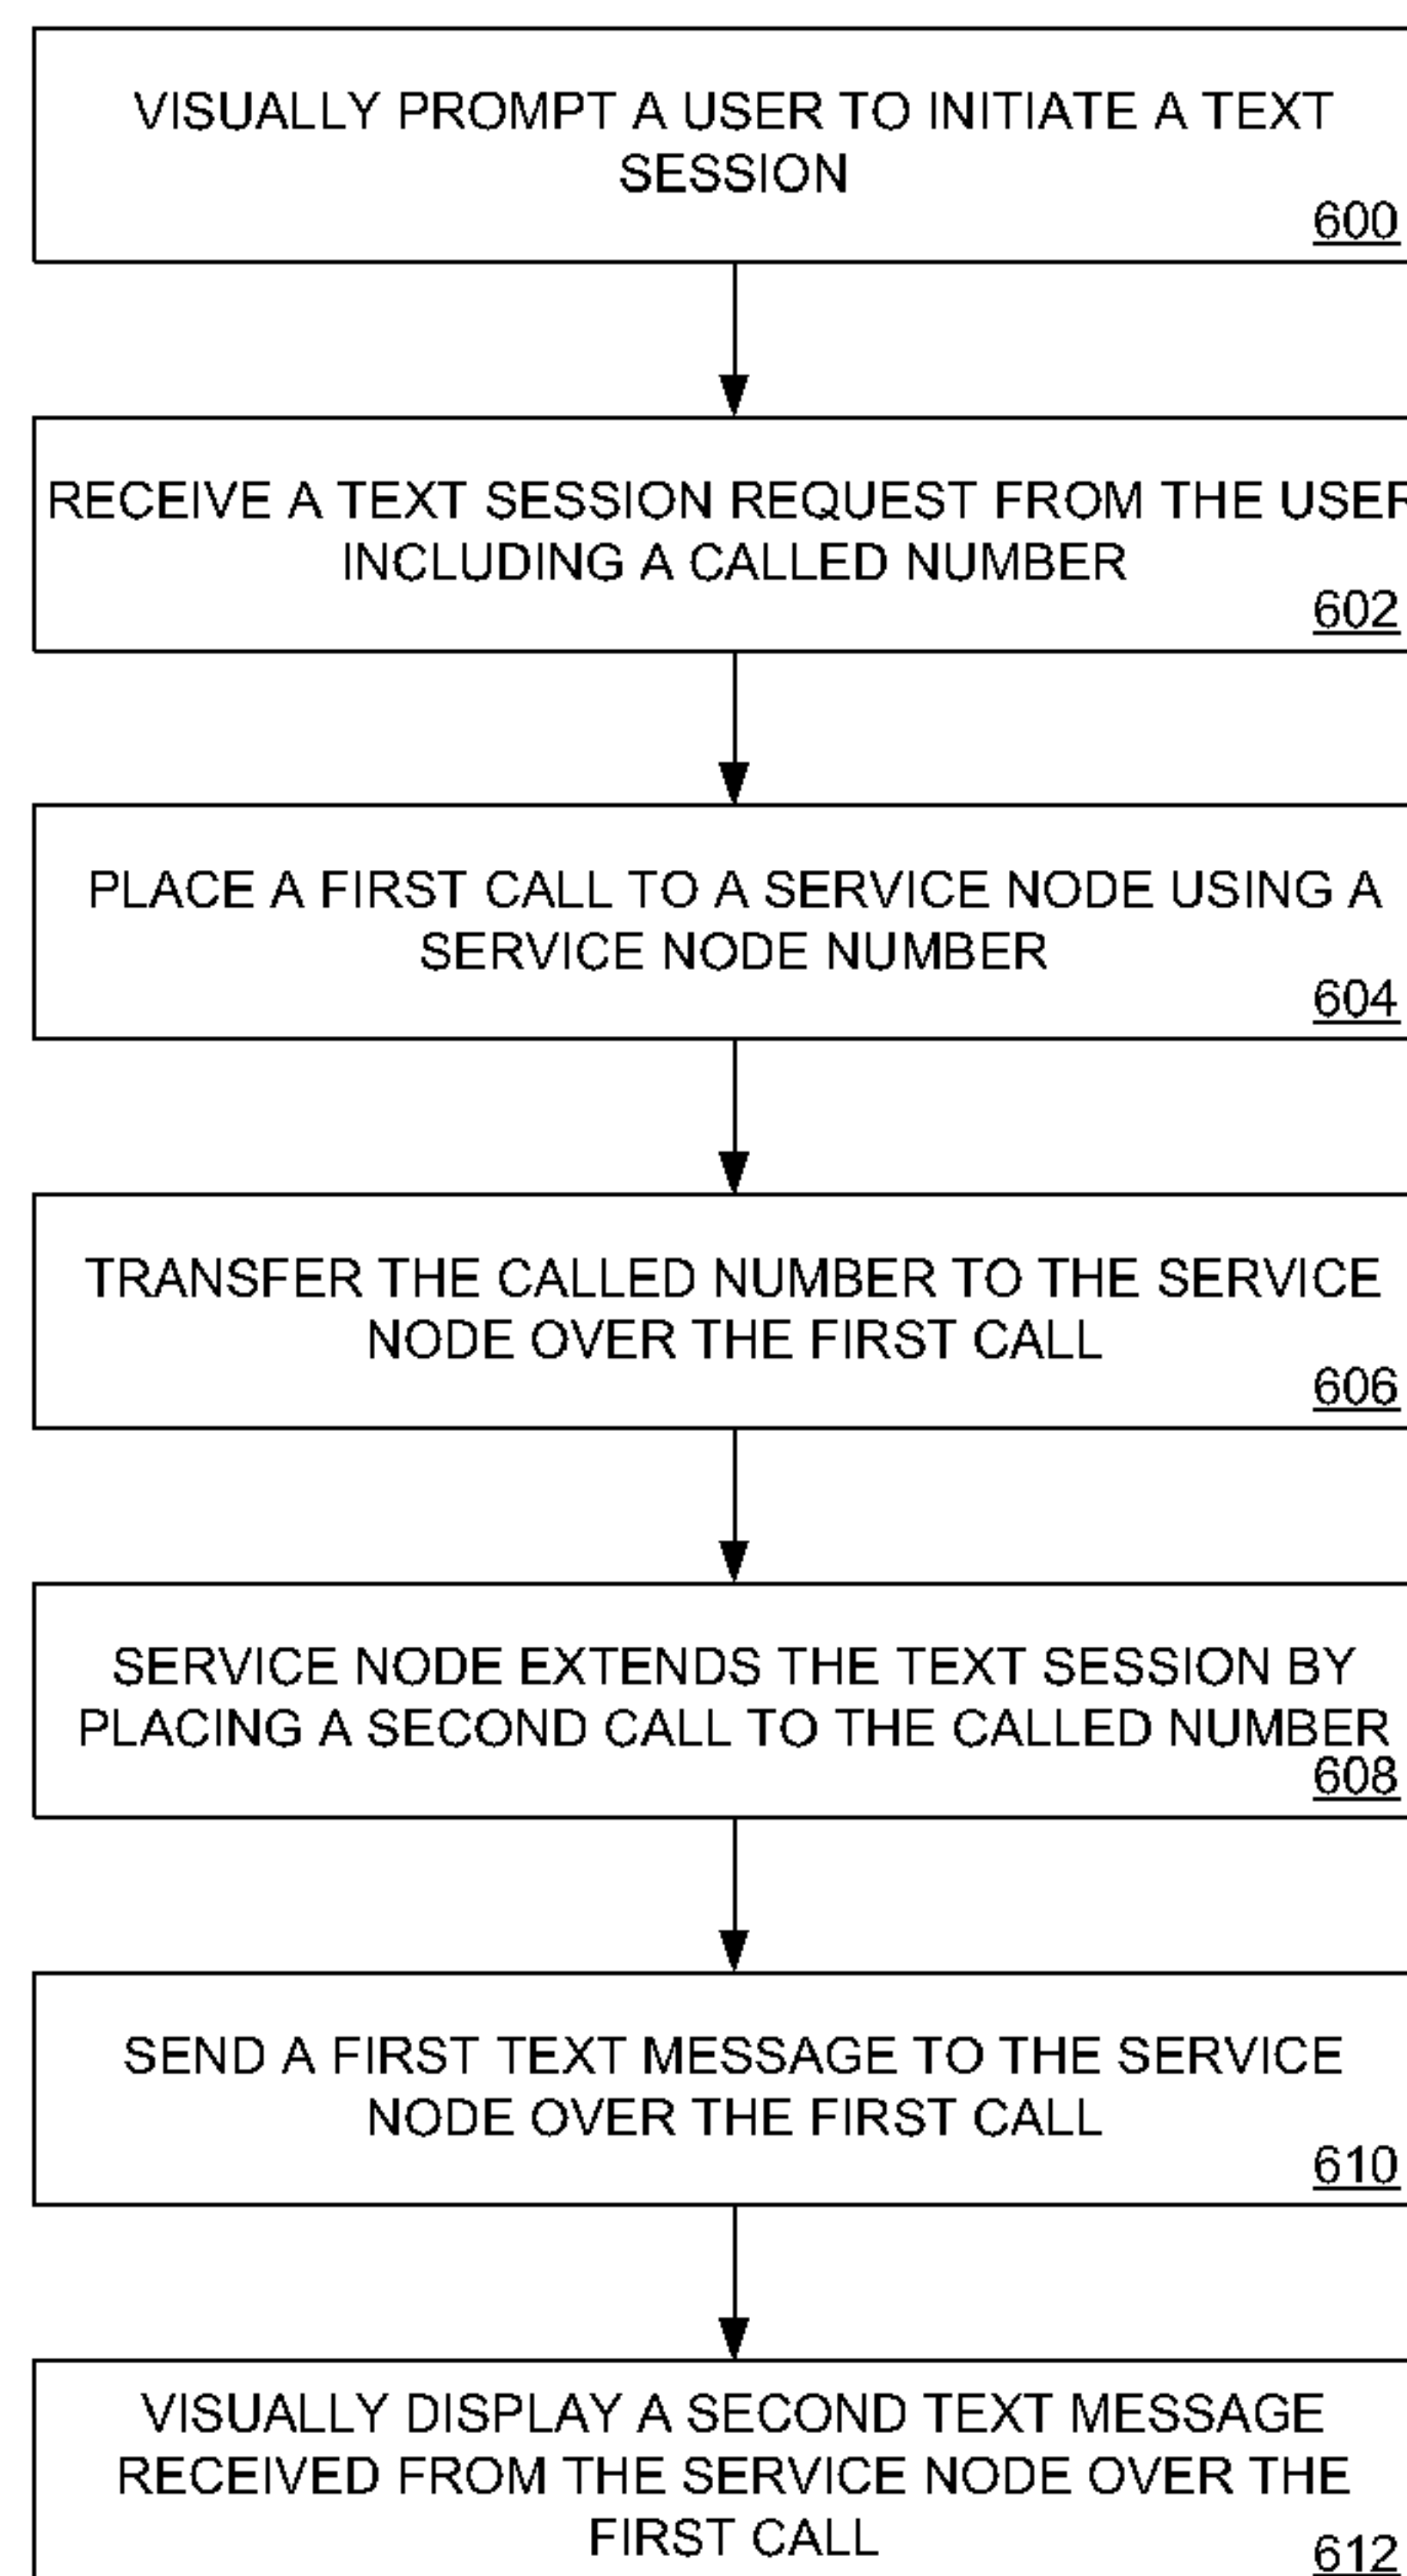 VISUALLY PROMPT A USER TO INITIATE A TEXT
SESSION
600
RECEIVE A TEXT SESSION REQUEST FROM THE USER
INCLUDING A CALLED NUMBER
602
PLACE A FIRST CALL TO A SERVICE NODE USING A
SERVICE NODE NUMBER
604
TRANSFER THE CALLED NUMBER TO THE SERVICE
NODE OVER THE FIRST CALL
606
SERVICE NODE EXTENDS THE TEXT SESSION BY
PLACING A SECOND CALL TO THE CALLED NUMBER
608
SEND A FIRST TEXT MESSAGE TO THE SERVICE
NODE OVER THE FIRST CALL
610
VISUALLY DISPLAY A SECOND TEXT MESSAGE
RECEIVED FROM THE SERVICE NODE OVER THE
FIRST CALL
612